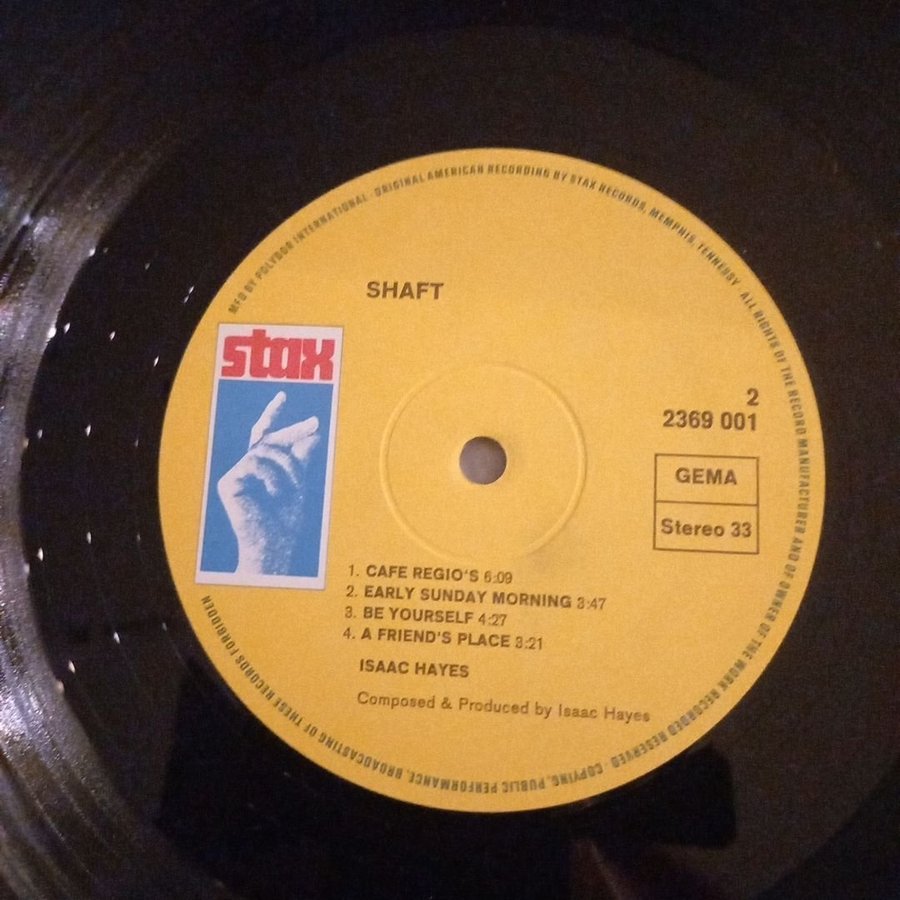 MFD BY POLYDOR INTERNATIONAL · ORIGINAL AMERICAN RECORDING BY STAX RECORDS, MEMPHIS, TENNESSY · ALL RIGHTS OF THE RECORD MANUFACTURER AND OF OWNER OF THE WORK RECORDED RESERVED · COPYING, PUBLIC PERFORMANCE, BROADCASTING OF THESE RECORDS FORBIDDEN
SHAFT
stax
2
2369 001
GEMA
Stereo 33
1. CAFE REGIO'S 6:09
2. EARLY SUNDAY MORNING 3:47
3. BE YOURSELF 4:27
4. A FRIEND'S PLACE 3:21
ISAAC HAYES
Composed & Produced by Isaac Hayes